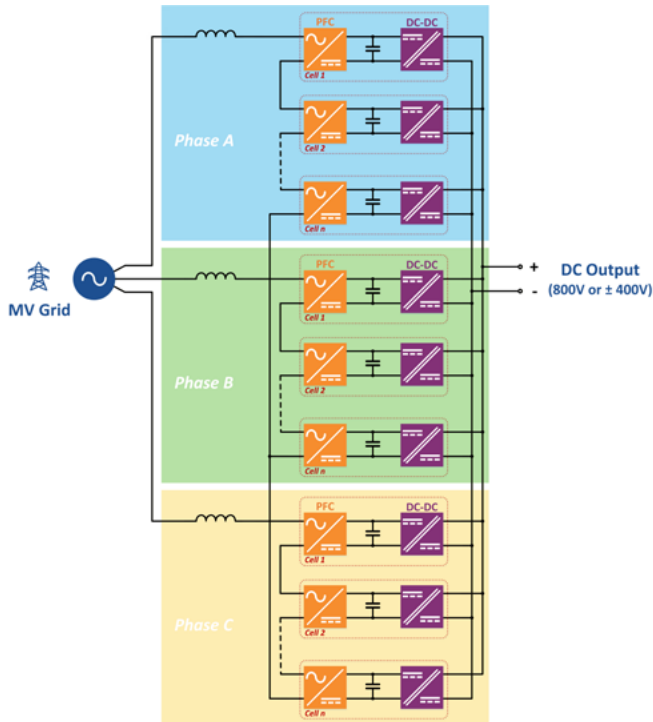 PFC
DC-DC
Cell 1
Phase A
Cell 2
Cell n
PFC
DC-DC
MV Grid
+
DC Output
-
(800V or ± 400V)
Cell 1
Phase B
Cell 2
Cell n
PFC
DC-DC
Cell 1
Phase C
Cell 2
Cell n